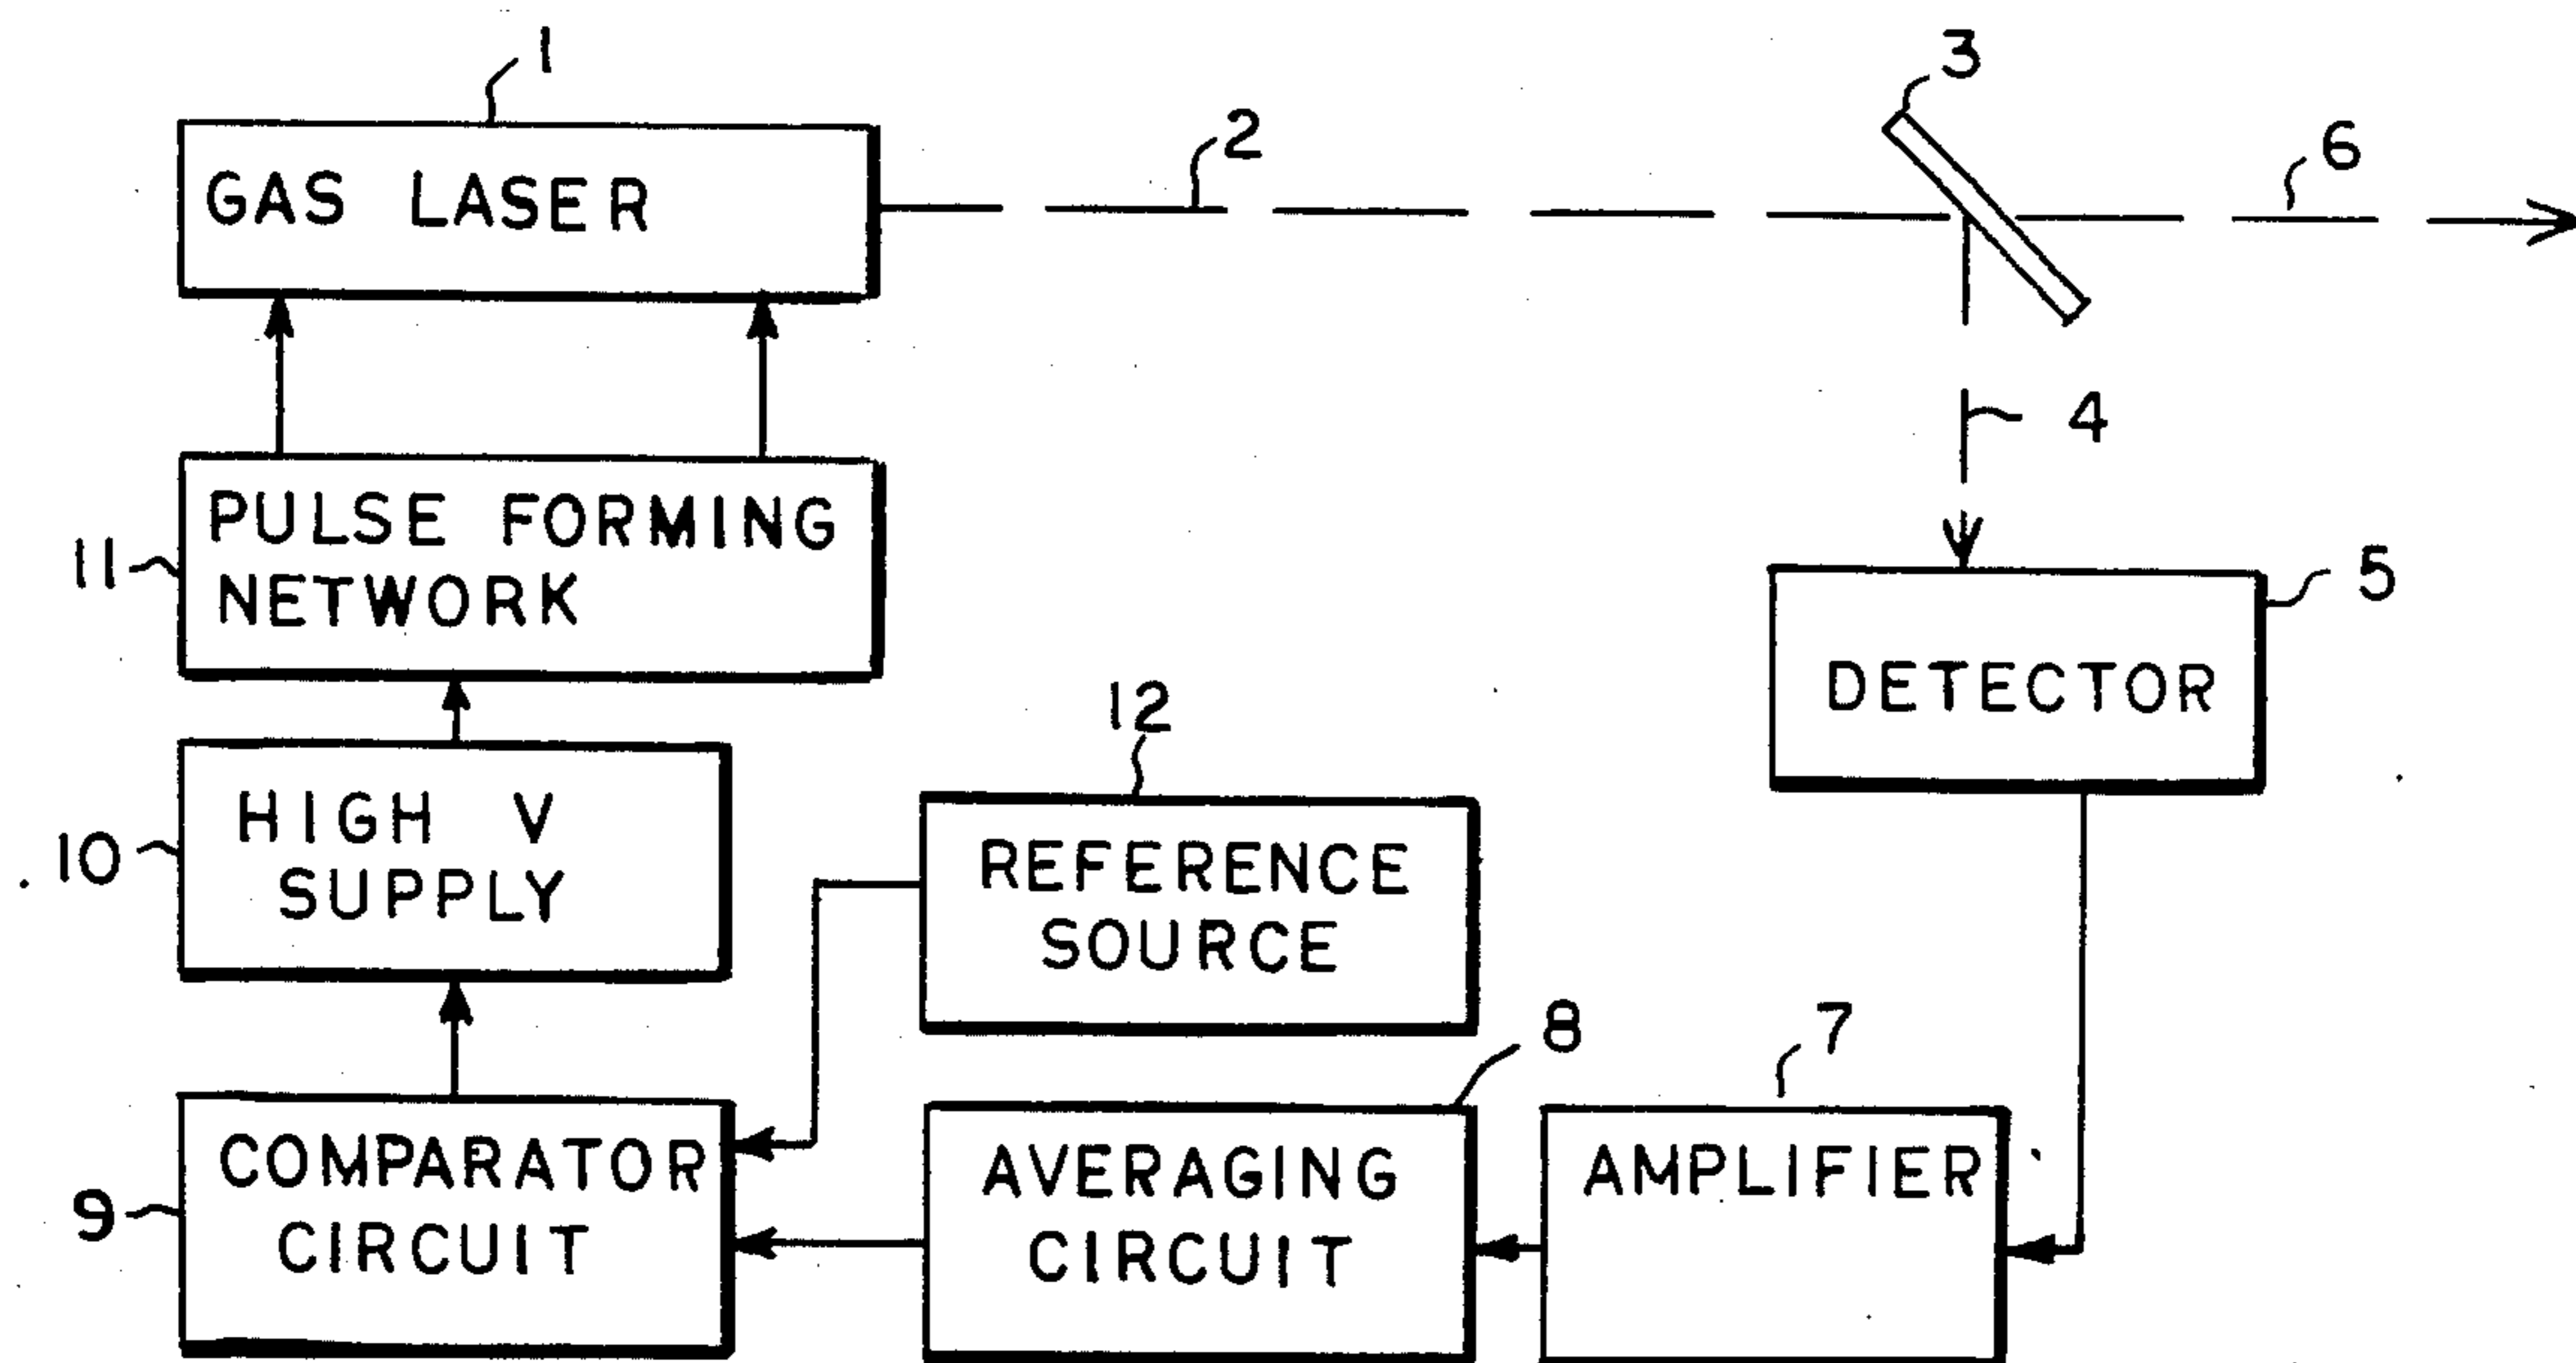 1
3
2
6
GAS LASER
4
PULSE FORMING
NETWORK
11
5
DETECTOR
12
HIGH V
SUPPLY
10
REFERENCE
SOURCE
8
7
COMPARATOR
CIRCUIT
9
AVERAGING
CIRCUIT
AMPLIFIER